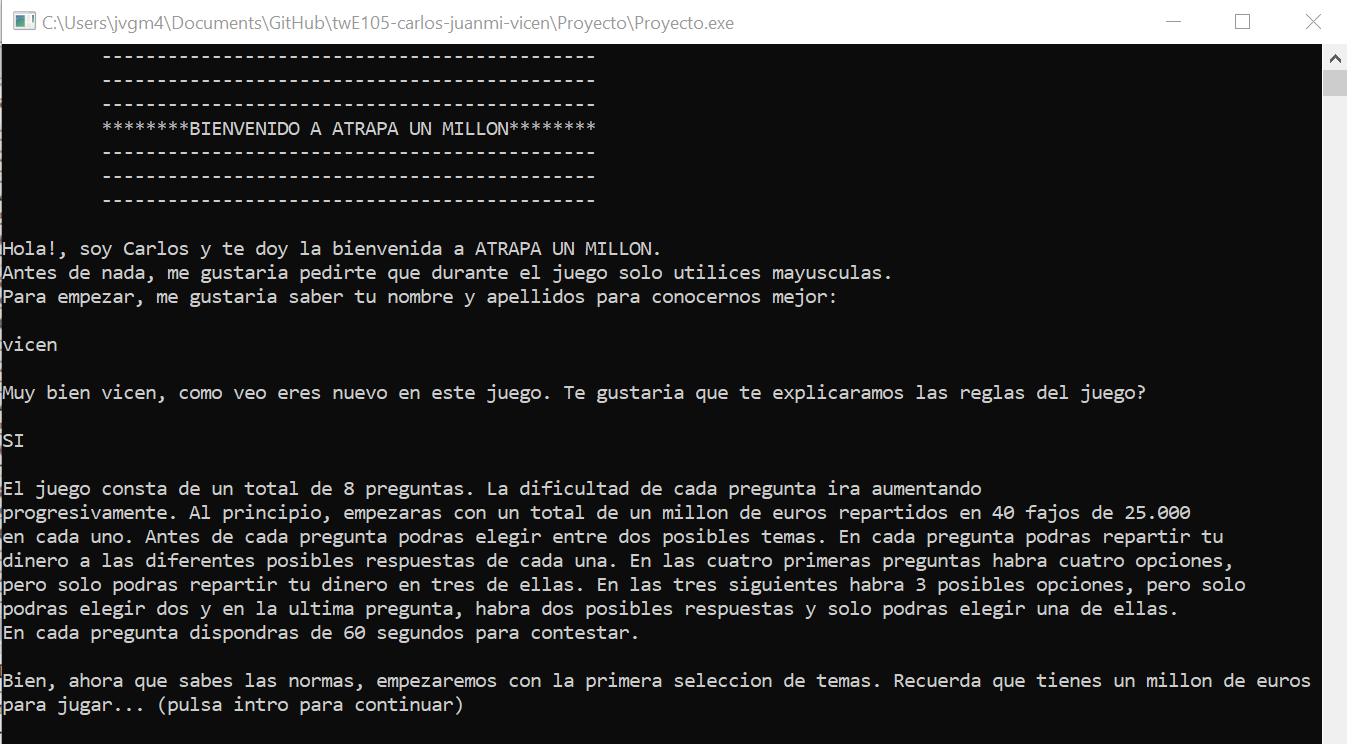 C:\Users\jvgm4\Documents\GitHub\twE105-carlos-juanmi-vicen\Proyecto\Proyecto.exe
---------------------------------------------
---------------------------------------------
---------------------------------------------
********BIENVENIDO A ATRAPA UN MILLON********
---------------------------------------------
---------------------------------------------
---------------------------------------------
Hola!, soy Carlos y te doy la bienvenida a ATRAPA UN MILLON.
Antes de nada, me gustaria pedirte que durante el juego solo utilices mayusculas.
Para empezar, me gustaria saber tu nombre y apellidos para conocernos mejor:
vicen
Muy bien vicen, como veo eres nuevo en este juego. Te gustaria que te explicaramos las reglas del juego?
SI
El juego consta de un total de 8 preguntas. La dificultad de cada pregunta ira aumentando
progresivamente. Al principio, empezaras con un total de un millon de euros repartidos en 40 fajos de 25.000
en cada uno. Antes de cada pregunta podras elegir entre dos posibles temas. En cada pregunta podras repartir tu
dinero a las diferentes posibles respuestas de cada una. En las cuatro primeras preguntas habra cuatro opciones,
pero solo podras repartir tu dinero en tres de ellas. En las tres siguientes habra 3 posibles opciones, pero solo
podras elegir dos y en la ultima pregunta, habra dos posibles respuestas y solo podras elegir una de ellas.
En cada pregunta dispondras de 60 segundos para contestar.
Bien, ahora que sabes las normas, empezaremos con la primera seleccion de temas. Recuerda que tienes un millon de euros
para jugar... (pulsa intro para continuar)